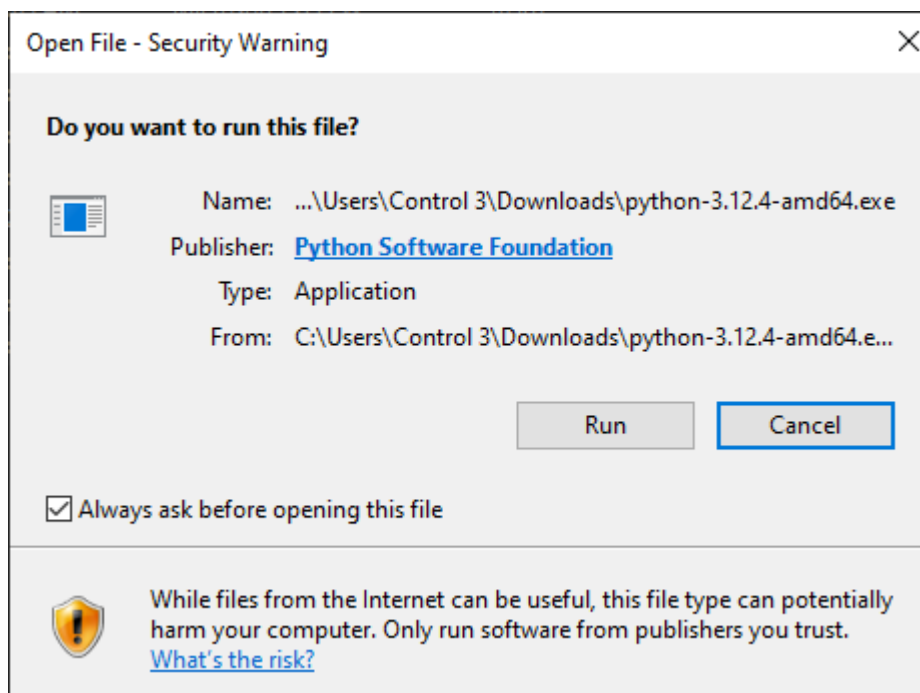 Open File - Security Warning
Do you want to run this file?
Name: ...\Users\Control 3\Downloads\python-3.12.4-amd64.exe
Publisher: Python Software Foundation
Type: Application
From: C:\Users\Control 3\Downloads\python-3.12.4-amd64.e...
Run Cancel
Always ask before opening this file
While files from the Internet can be useful, this file type can potentially
harm your computer. Only run software from publishers you trust.
What's the risk?